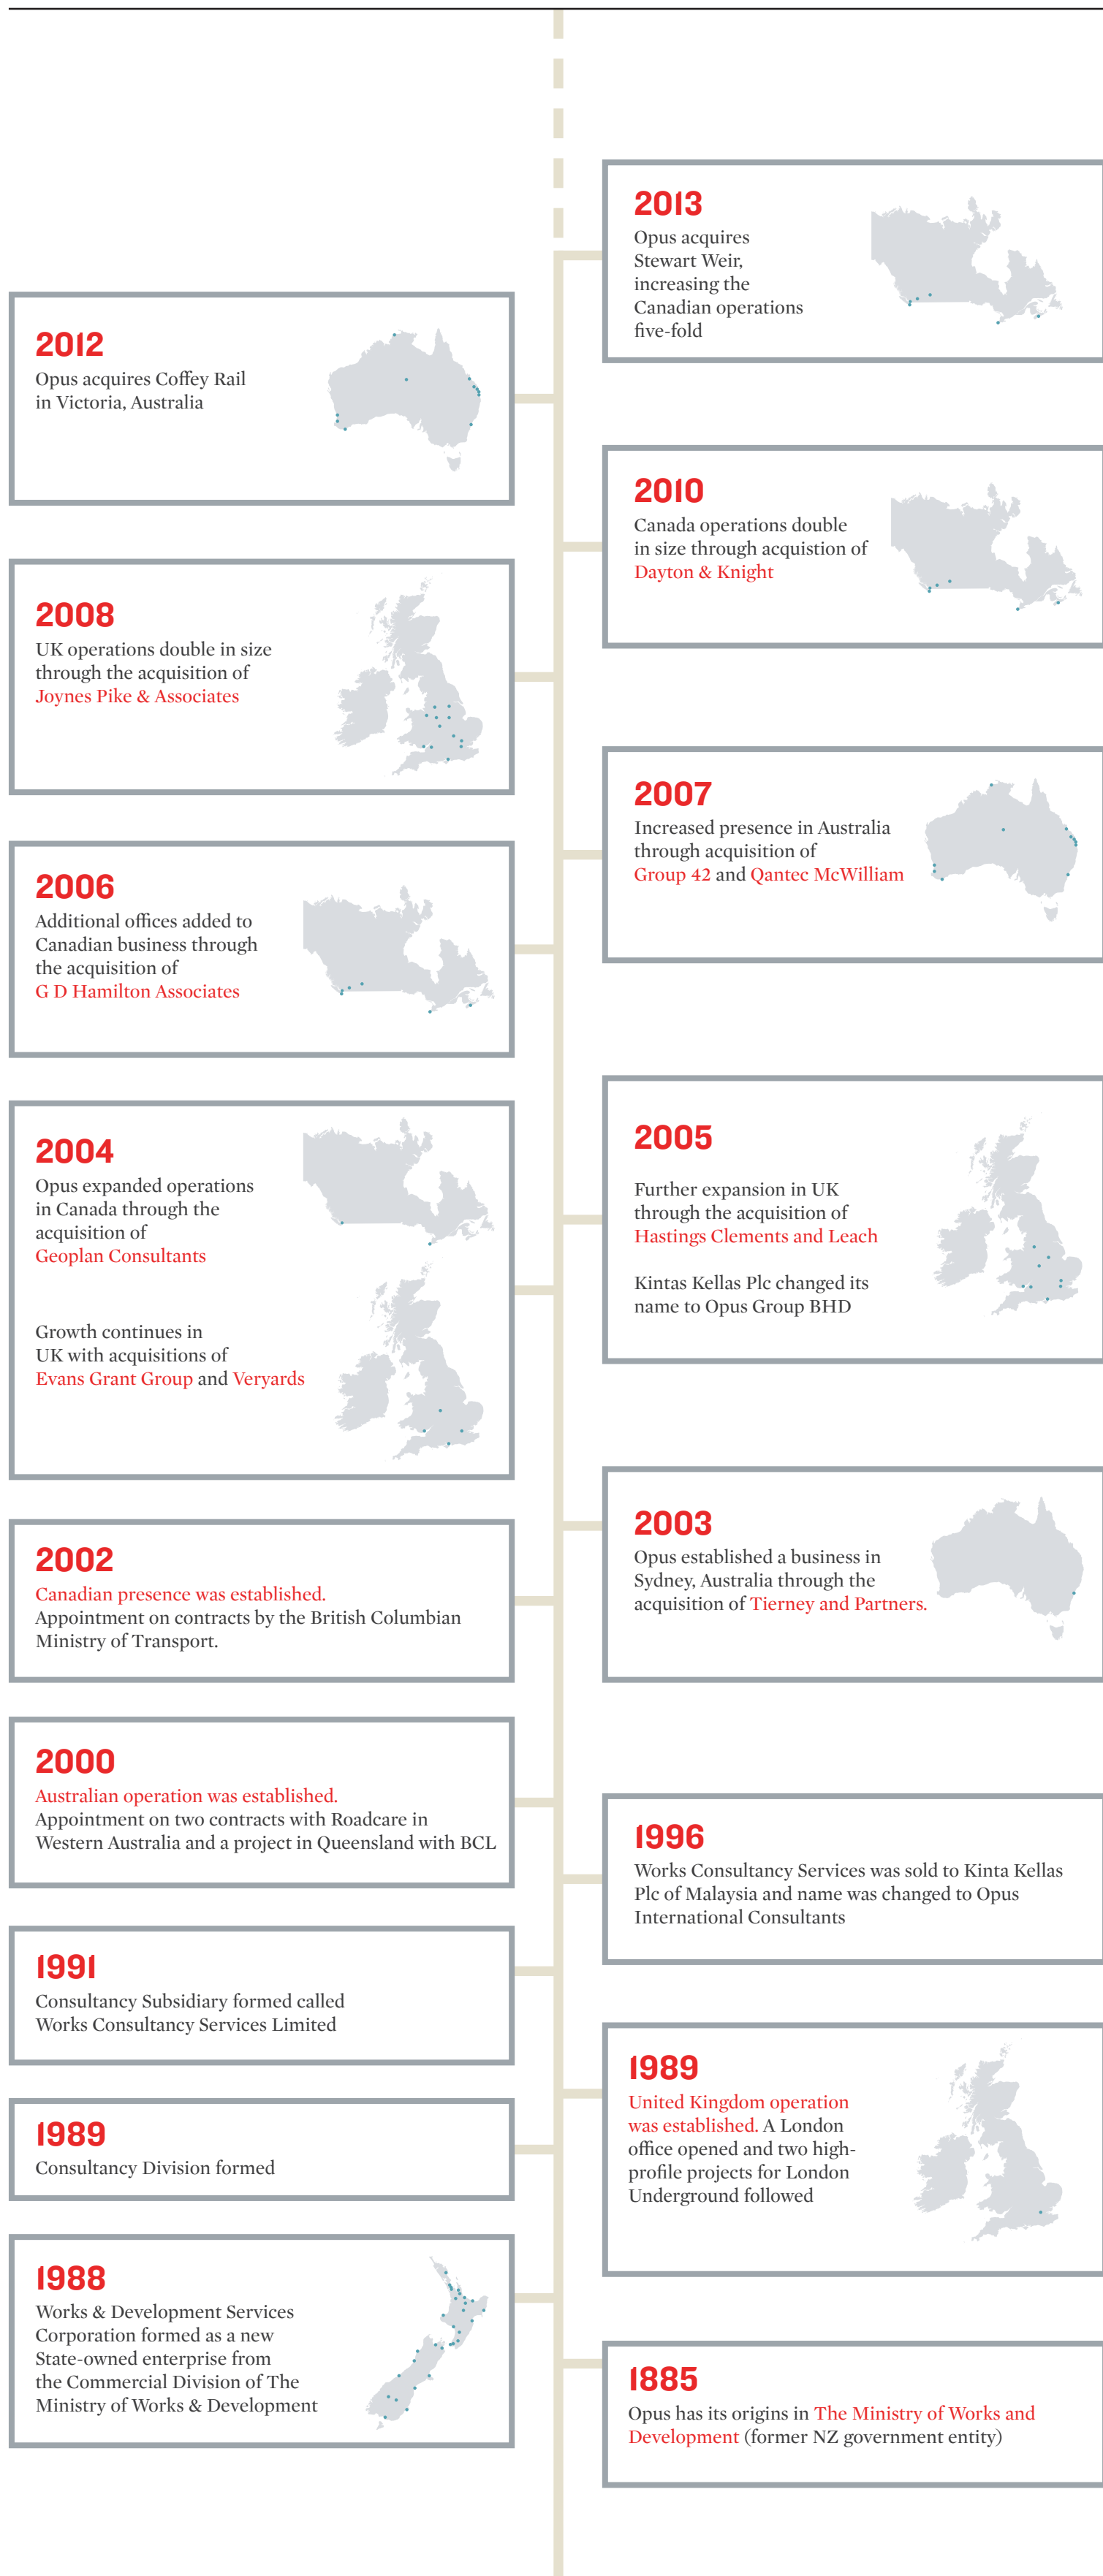 2013
Opus acquires
Stewart Weir,
increasing the
Canadian operations
five-fold
2012
Opus acquires Coffey Rail
in Victoria, Australia
2010
Canada operations double
in size through acquistion of
Dayton & Knight
2008
UK operations double in size
through the acquisition of
Joynes Pike & Associates
2007
Increased presence in Australia
through acquisition of
Group 42 and Qantec McWilliam
2006
Additional offices added to
Canadian business through
the acquisition of
G D Hamilton Associates
2005
Further expansion in UK
through the acquisition of
Hastings Clements and Leach
Kintas Kellas Plc changed its
name to Opus Group BHD
2004
Opus expanded operations
in Canada through the
acquisition of
Geoplan Consultants
Growth continues in
UK with acquisitions of
Evans Grant Group and Veryards
2003
Opus established a business in
Sydney, Australia through the
acquisition of Tierney and Partners.
2002
Canadian presence was established.
Appointment on contracts by the British Columbian
Ministry of Transport.
2000
Australian operation was established.
Appointment on two contracts with Roadcare in
Western Australia and a project in Queensland with BCL
1996
Works Consultancy Services was sold to Kinta Kellas
Plc of Malaysia and name was changed to Opus
International Consultants
1991
Consultancy Subsidiary formed called
Works Consultancy Services Limited
1989
United Kingdom operation
was established. A London
office opened and two high-
profile projects for London
Underground followed
1989
Consultancy Division formed
1988
Works & Development Services
Corporation formed as a new
State-owned enterprise from
the Commercial Division of The
Ministry of Works & Development
1885
Opus has its origins in The Ministry of Works and
Development (former NZ government entity)